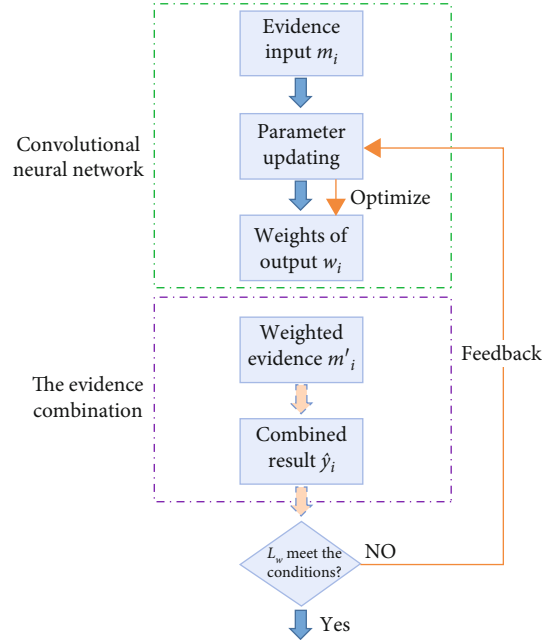 Evidence
input m_i
Convolutional
neural network
Parameter
updating
Optimize
Weights of
output w_i
The evidence
combination
Weighted
evidence m'_i
Feedback
Combined
result ŷ_i
L_w meet the
conditions?
NO
Yes